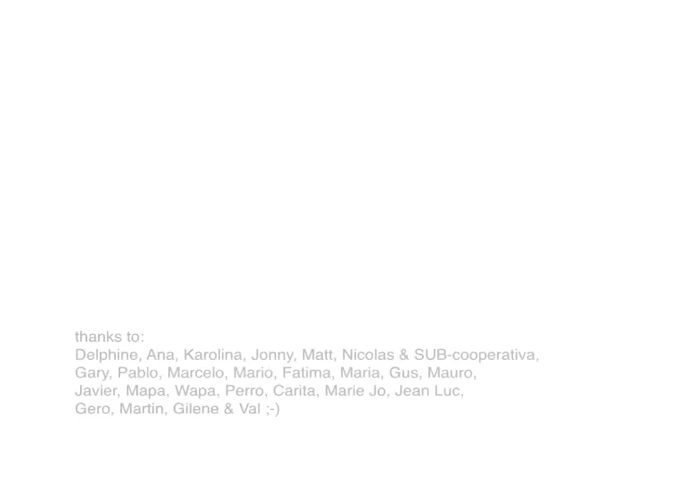 thanks to:
Delphine, Ana, Karolina, Jonny, Matt, Nicolas & SUB-cooperativa,
Gary, Pablo, Marcelo, Mario, Fatima, Maria, Gus, Mauro,
Javier, Mapa, Wapa, Perro, Carita, Marie Jo, Jean Luc,
Gero, Martin, Gilene & Val ;-)